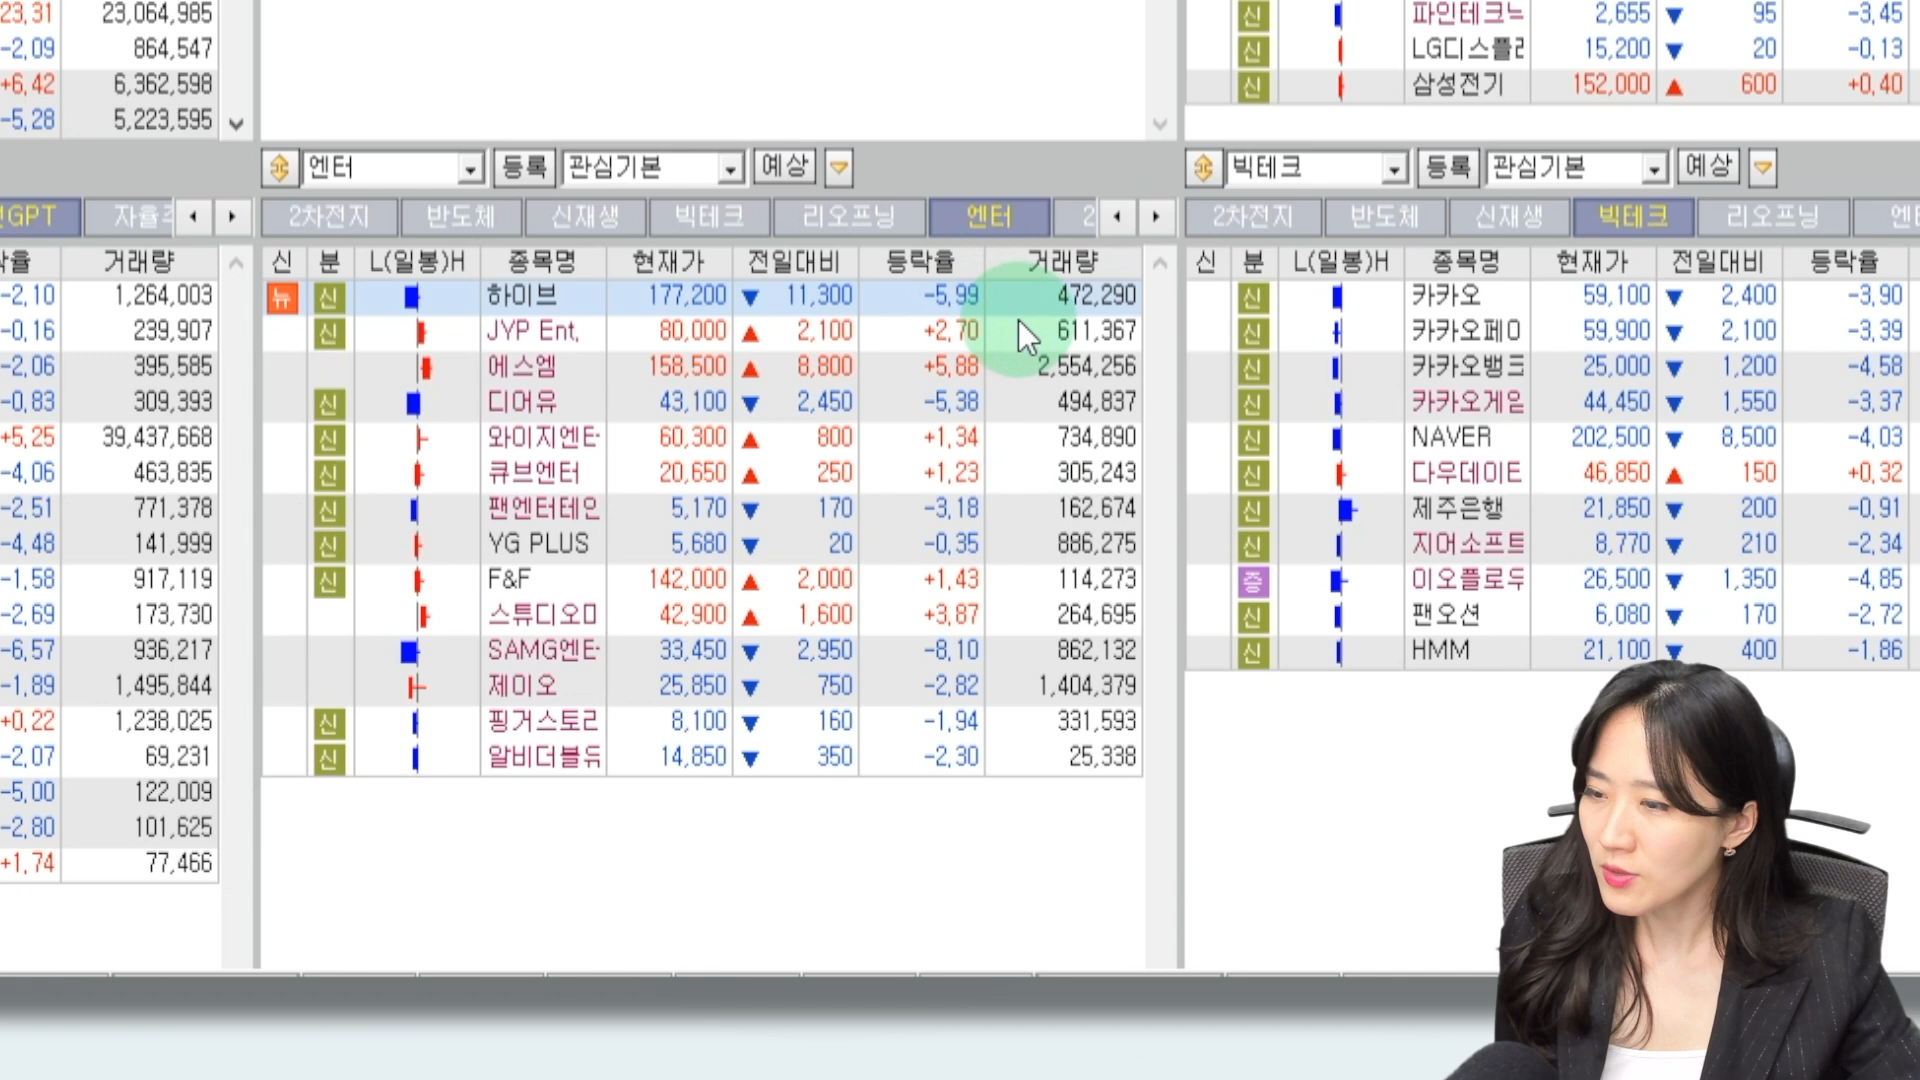 23,31 23,064,985
-2,09 864,547
+6,42 6,362,598
-5,28 5,223,595
GPT
율 거래량
-2,10 1,264,003
-0,16 239,907
-2,06 395,585
-0,83 309,393
+5,25 39,437,668
-4,06 463,835
-2,51 771,378
-4,48 141,999
-1,58 917,119
-2,69 173,730
-6,57 936,217
-1,89 1,495,844
+0,22 1,238,025
-2,07 69,231
-5,00 122,009
-2,80 101,625
+1,74 77,466
엔터 등록 관심기본 예상
2차전지 반도체 신재생 빅테크 리오프닝 엔터 2
신 분 L(일봉)H 종목명 현재가 전일대비 등락율 거래량
뉴 신 하이브 177,200 ▼ 11,300 -5,99 472,290
신 JYP Ent, 80,000 ▲ 2,100 +2,70 611,367
에스엠 158,500 ▲ 8,800 +5,88 2,554,256
신 디어유 43,100 ▼ 2,450 -5,38 494,837
신 와이지엔터 60,300 ▲ 800 +1,34 734,890
신 큐브엔터 20,650 ▲ 250 +1,23 305,243
신 팬엔터테인 5,170 ▼ 170 -3,18 162,674
신 YG PLUS 5,680 ▼ 20 -0,35 886,275
신 F&F 142,000 ▲ 2,000 +1,43 114,273
스튜디오미 42,900 ▲ 1,600 +3,87 264,695
SAMG엔터 33,450 ▼ 2,950 -8,10 862,132
제이오 25,850 ▼ 750 -2,82 1,404,379
신 핑거스토리 8,100 ▼ 160 -1,94 331,593
신 알비더블유 14,850 ▼ 350 -2,30 25,338
신 파인테크 2,655 ▼ 95 -3,45
신 LG디스플레 15,200 ▼ 20 -0,13
신 삼성전기 152,000 ▲ 600 +0,40
빅테크 등록 관심기본 예상
2차전지 반도체 신재생 빅테크 리오프닝 엔터
신 분 L(일봉)H 종목명 현재가 전일대비 등락율
신 카카오 59,100 ▼ 2,400 -3,90
신 카카오페이 59,900 ▼ 2,100 -3,39
신 카카오뱅크 25,000 ▼ 1,200 -4,58
신 카카오게임 44,450 ▼ 1,550 -3,37
신 NAVER 202,500 ▼ 8,500 -4,03
신 다우데이터 46,850 ▲ 150 +0,32
신 제주은행 21,850 ▼ 200 -0,91
신 지어소프트 8,770 ▼ 210 -2,34
증 이오플로우 26,500 ▼ 1,350 -4,85
신 팬오션 6,080 ▼ 170 -2,72
신 HMM 21,100 ▼ 400 -1,86